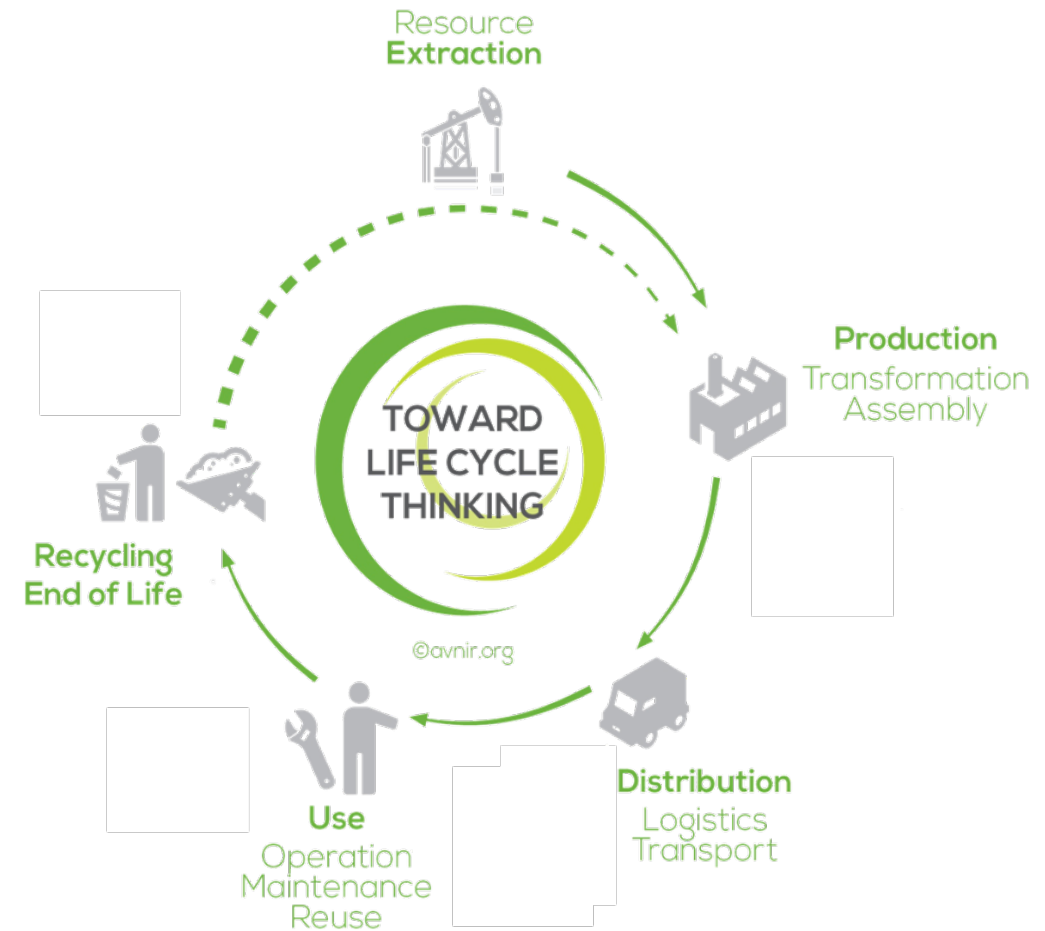 Resource
Extraction
Production
Transformation
Assembly
TOWARD
LIFE CYCLE
THINKING
Recycling
End of Life
©avnir.org
Distribution
Logistics
Transport
Use
Operation
Maintenance
Reuse